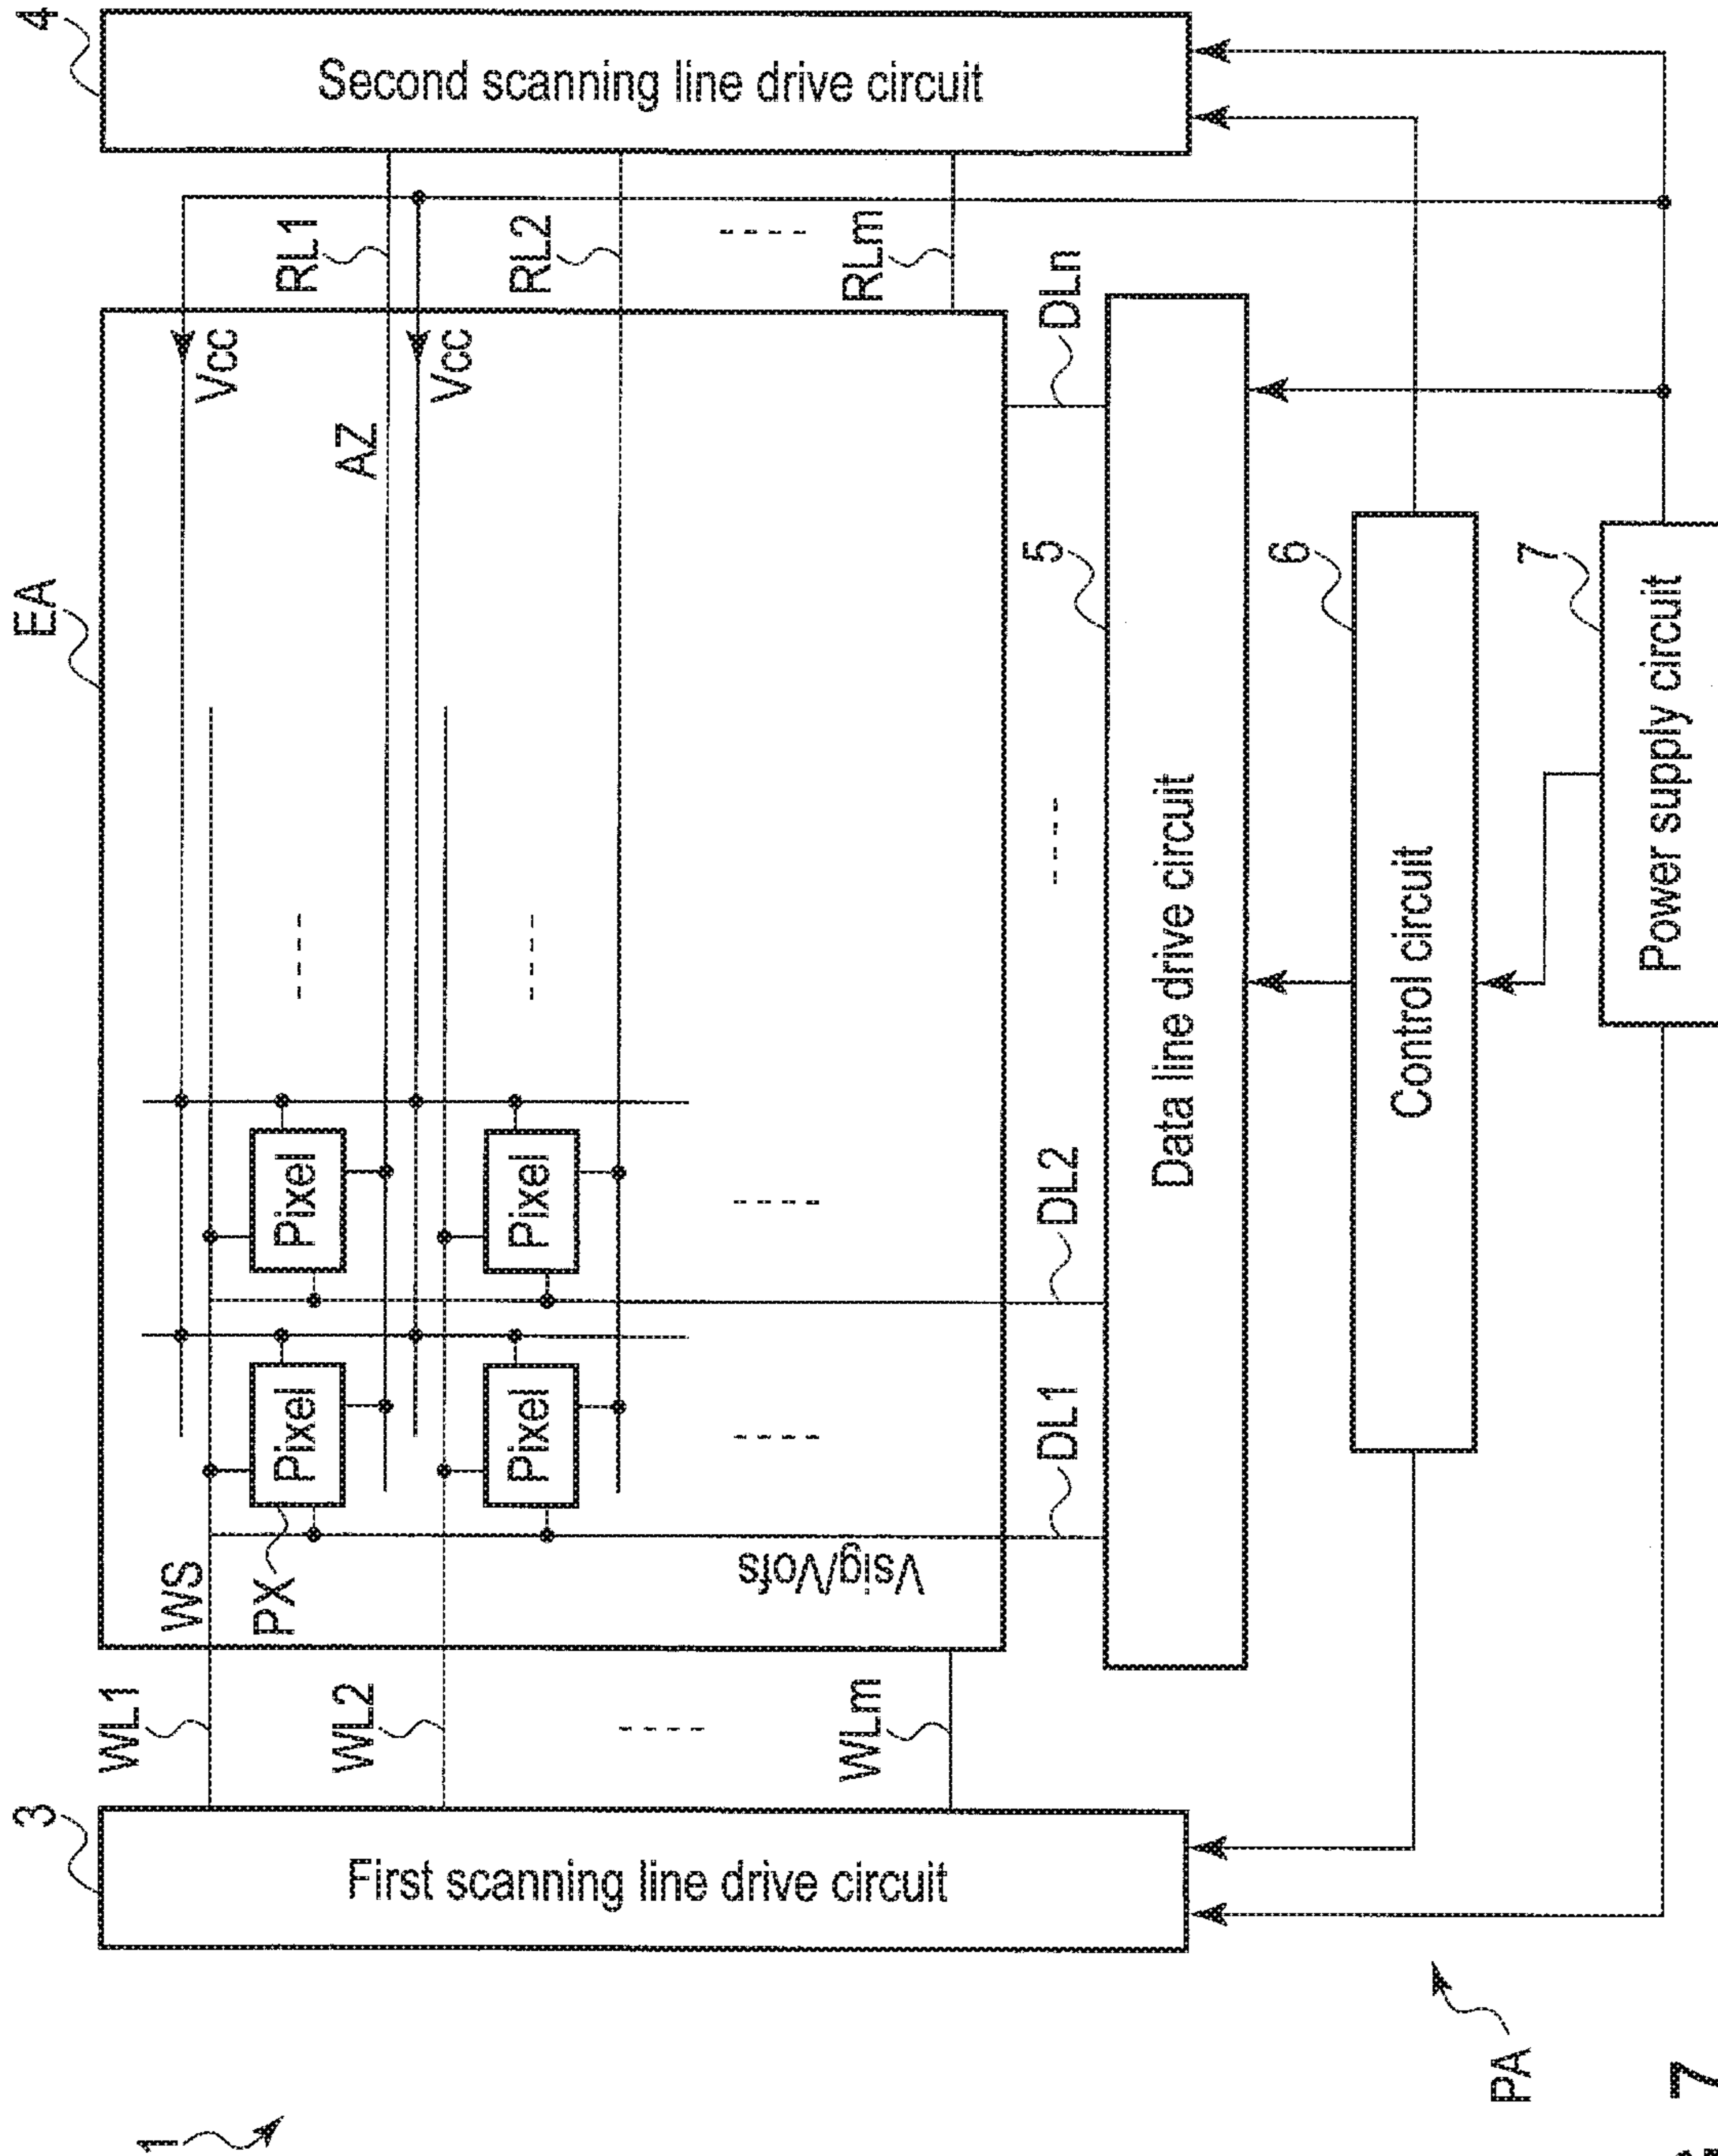 1
3
EA
4
First scanning line drive circuit
WL1
WS
Vcc
RL1
Second scanning line drive circuit
PX
Pixel
Pixel
AZ
WL2
Vcc
RL2
Pixel
Pixel
Vsig/Vofs
WLm
RLm
DL1
DL2
DLn
5
Data line drive circuit
6
Control circuit
7
Power supply circuit
PA
7